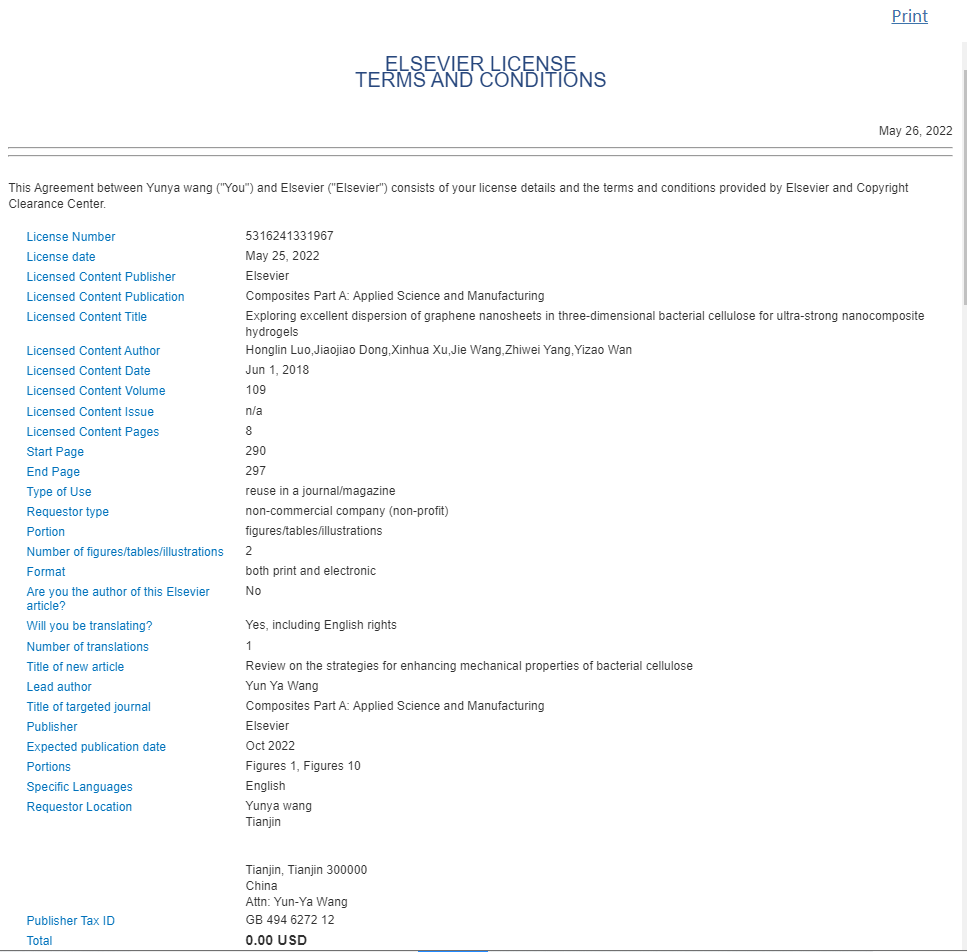 Print
ELSEVIER LICENSE
TERMS AND CONDITIONS
May 26, 2022
This Agreement between Yunya wang ("You") and Elsevier ("Elsevier") consists of your license details and the terms and conditions provided by Elsevier and Copyright
Clearance Center.
License Number 5316241331967
License date May 25, 2022
Licensed Content Publisher Elsevier
Licensed Content Publication Composites Part A: Applied Science and Manufacturing
Licensed Content Title Exploring excellent dispersion of graphene nanosheets in three-dimensional bacterial cellulose for ultra-strong nanocomposite
hydrogels
Licensed Content Author Honglin Luo,Jiaojiao Dong,Xinhua Xu,Jie Wang,Zhiwei Yang,Yizao Wan
Licensed Content Date Jun 1, 2018
Licensed Content Volume 109
Licensed Content Issue n/a
Licensed Content Pages 8
Start Page 290
End Page 297
Type of Use reuse in a journal/magazine
Requestor type non-commercial company (non-profit)
Portion figures/tables/illustrations
Number of figures/tables/illustrations 2
Format both print and electronic
Are you the author of this Elsevier No
article?
Will you be translating? Yes, including English rights
Number of translations 1
Title of new article Review on the strategies for enhancing mechanical properties of bacterial cellulose
Lead author Yun Ya Wang
Title of targeted journal Composites Part A: Applied Science and Manufacturing
Publisher Elsevier
Expected publication date Oct 2022
Portions Figures 1, Figures 10
Specific Languages English
Requestor Location Yunya wang
Tianjin
Tianjin, Tianjin 300000
China
Attn: Yun-Ya Wang
Publisher Tax ID GB 494 6272 12
Total 0.00 USD